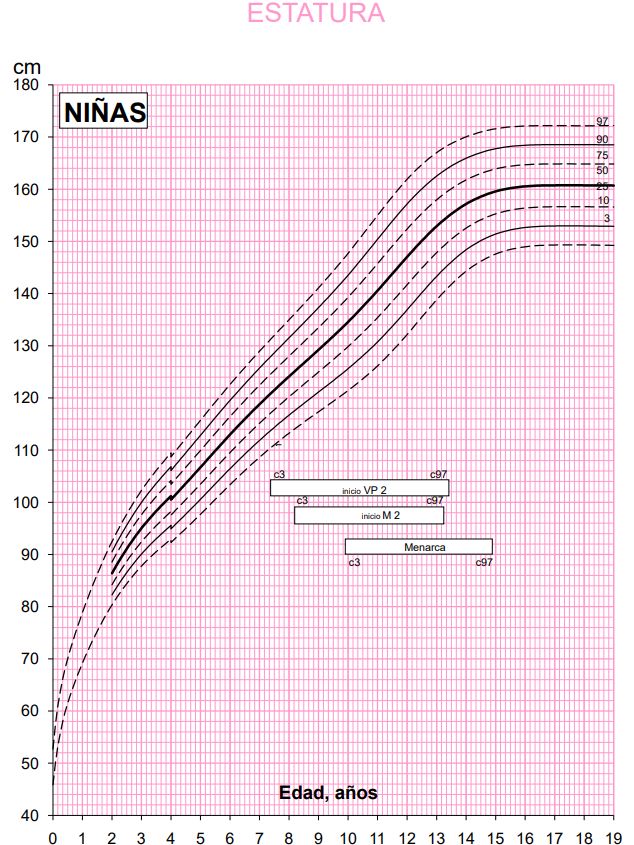 ESTATURA
cm
180
NIÑAS
97
170
90
75
50
160
25
10
3
150
140
130
120
110
c3 c97
inicio VP 2
100
c3 c97
inicio M 2
Menarca
90
c3 c97
80
70
60
50
Edad, años
40
0 1 2 3 4 5 6 7 8 9 10 11 12 13 14 15 16 17 18 19